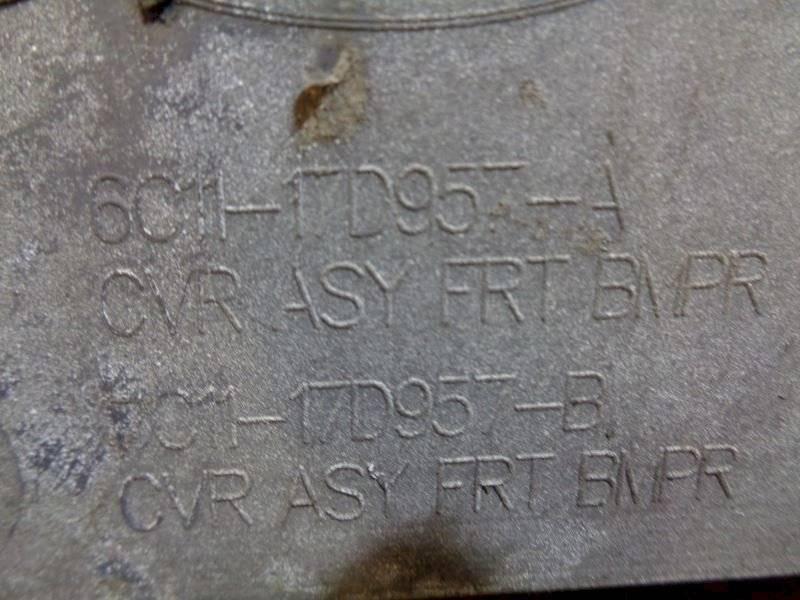 6C11-17D957-A
CVR ASY FRT BMPR
6C11-17D957-B
CVR ASY FRT BMPR